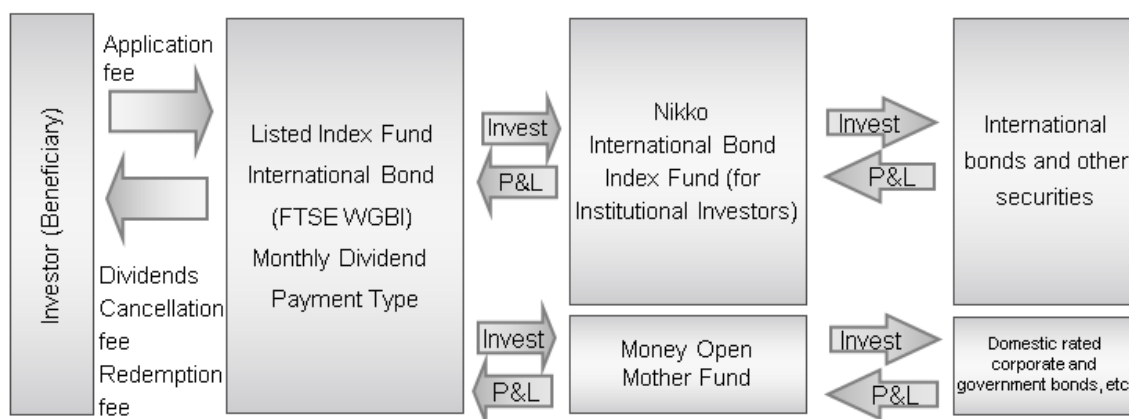 Investor (Beneficiary)
Application
fee
Dividends
Cancellation
fee
Redemption
fee
Listed Index Fund
International Bond
(FTSE WGBI)
Monthly Dividend
Payment Type
Invest
P&L
Nikko
International Bond
Index Fund (for
Institutional Investors)
Invest
P&L
International
bonds and other
securities
Invest
P&L
Money Open
Mother Fund
Invest
P&L
Domestic rated
corporate and
government bonds, etc